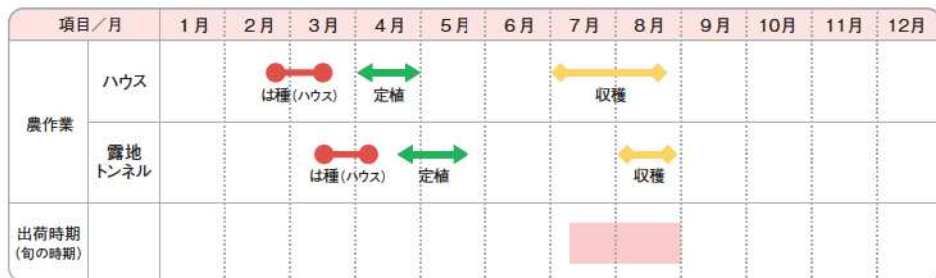 項目／月 1月 2月 3月 4月 5月 6月 7月 8月 9月 10月 11月 12月
農作業
ハウス
は種(ハウス) 定植 収穫
露地
トンネル
は種(ハウス) 定植 収穫
出荷時期
(旬の時期)